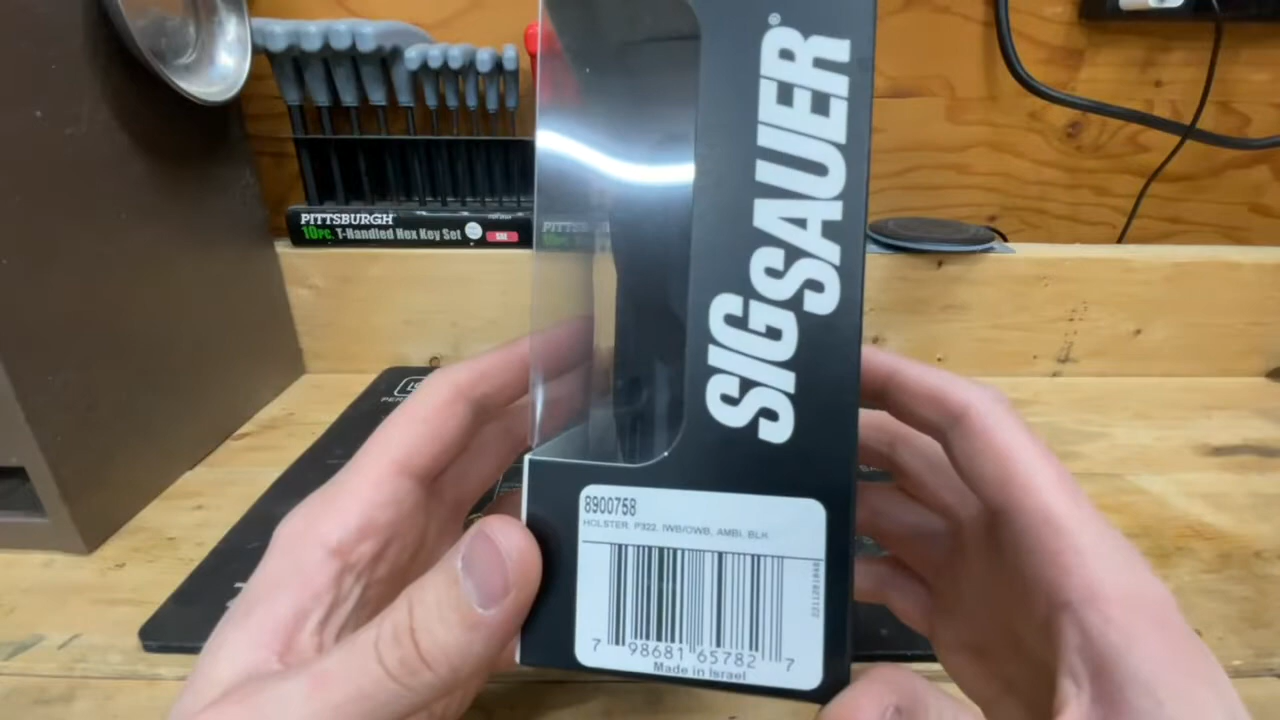 PITTSBURGH
10PC. T-Handled Hex Key Set
SAE
SIGSAUER®
8900758
HOLSTER, P322, IWB/OWB, AMBI, BLK
7 98681 65782 7
Made in Israel